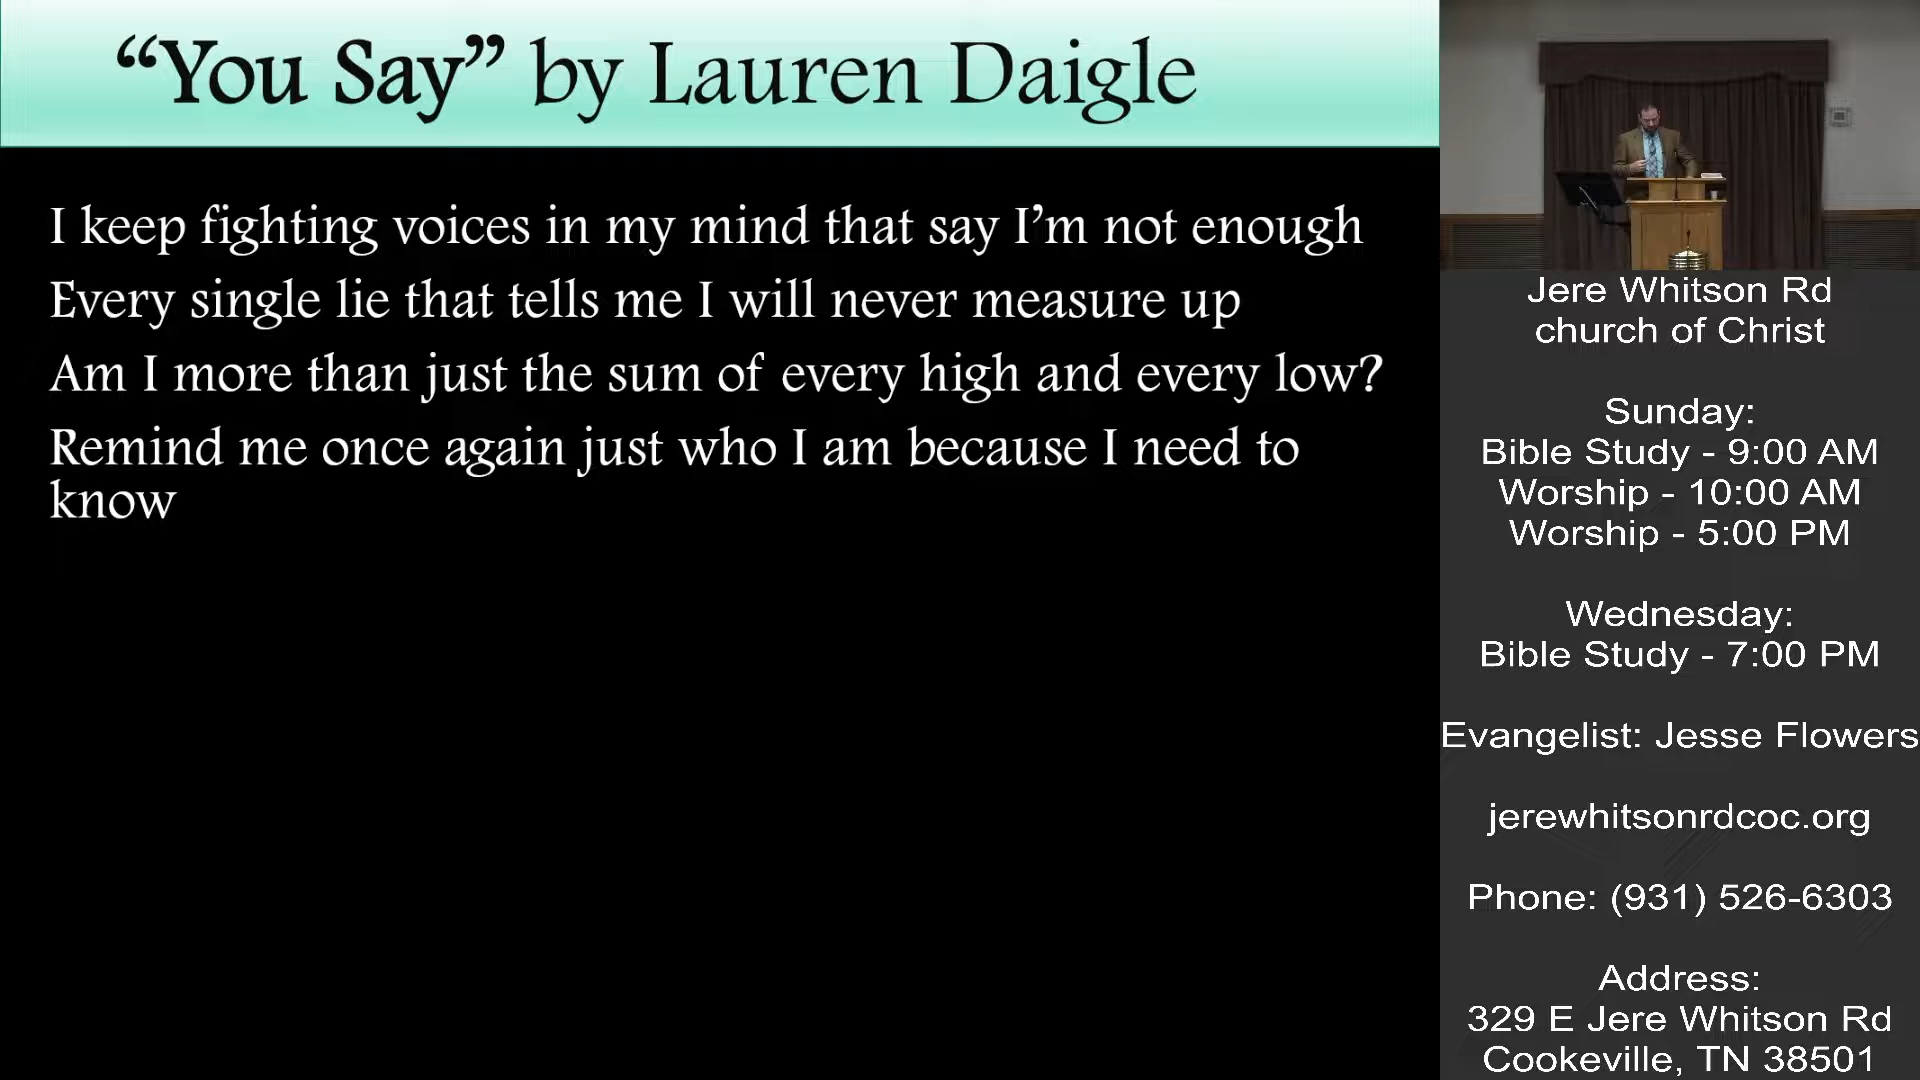 “You Say” by Lauren Daigle
I keep fighting voices in my mind that say I’m not enough
Every single lie that tells me I will never measure up
Am I more than just the sum of every high and every low?
Remind me once again just who I am because I need to
know
Jere Whitson Rd
church of Christ
Sunday:
Bible Study - 9:00 AM
Worship - 10:00 AM
Worship - 5:00 PM
Wednesday:
Bible Study - 7:00 PM
Evangelist: Jesse Flowers
jerewhitsonrdcoc.org
Phone: (931) 526-6303
Address:
329 E Jere Whitson Rd
Cookeville, TN 38501